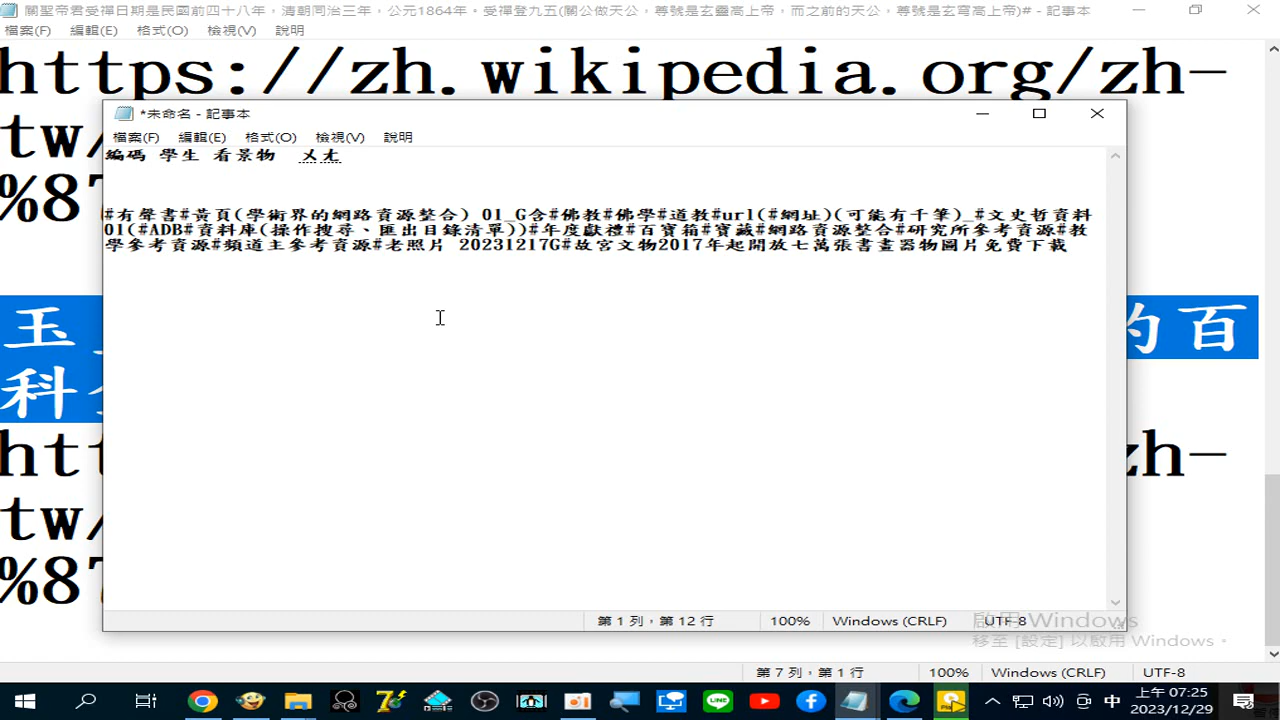 關聖帝君受禪日期是民國前四十八年，清朝同治三年，公元1864年。受禪登九五(關公做天公，尊號是玄靈高上帝，而之前的天公，尊號是玄穹高上帝)# - 記事本
檔案(F) 編輯(E) 格式(O) 檢視(V) 說明
https://zh.wikipedia.org/zh-
tw/
%87
*未命名 - 記事本
檔案(F) 編輯(E) 格式(O) 檢視(V) 說明
編碼 學生 看景物 ㄨㄤ
#有聲書#黃頁(學術界的網路資源整合) 01_G含#佛教#佛學#道教#url(#網址)(可能有千筆)_#文史哲資料
01(#ADB#資料庫(操作搜尋、匯出目錄清單))#年度獻禮#百寶箱#寶藏#網路資源整合#研究所參考資源#教
學參考資源#頻道主參考資源#老照片 20231217G#故宮文物2017年起開放七萬張書畫器物圖片免費下載
玉
的百
科
htt
zh-
tw/
%87
第 1 列，第 12 行 100% Windows (CRLF) UTF-8
啟用 Windows
移至 [設定] 以啟用 Windows。
第 7 列，第 1 行 100% Windows (CRLF) UTF-8
中
上午 07:25
2023/12/29